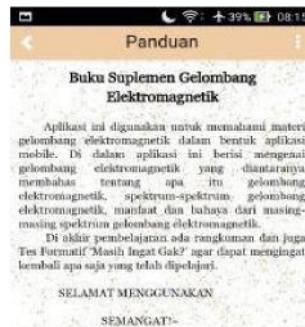 39% 08:15
Panduan
Buku Suplemen Gelombang
Elektromagnetik
Aplikasi ini digunakan untuk memahami materi
gelombang elektromagnetik dalam bentuk aplikasi
mobile. Di dalam aplikasi ini berisi mengenai
gelombang elektromagnetik yang diantaranya
membahas tentang apa itu gelombang
elektromagnetik, spektrum-spektrum gelombang
elektromagnetik, manfaat dan bahaya dari masing-
masing spektrum gelombang elektromagnetik.
Di akhir pembelajaran ada rangkuman dan juga
Tes Formatif 'Masih Ingat Gak?' agar dapat mengingat
kembali apa saja yang telah dipelajari.
SELAMAT MENGGUNAKAN
SEMANGAT!~